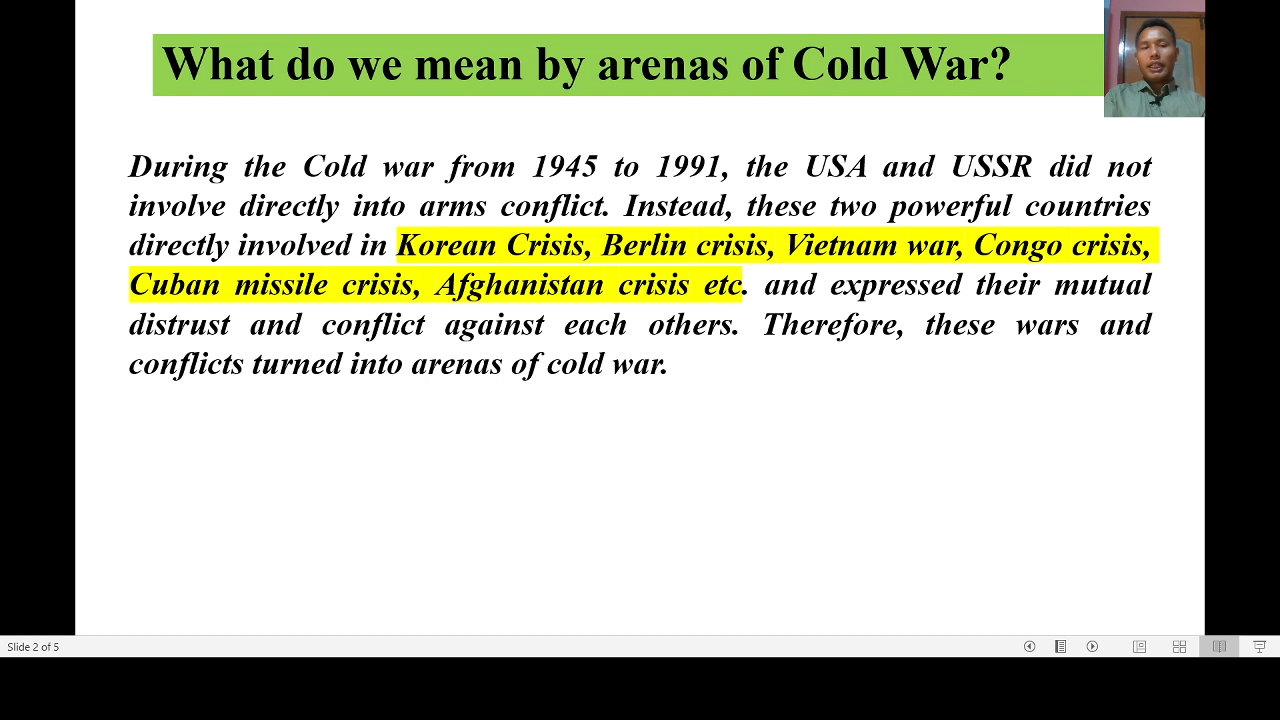 What do we mean by arenas of Cold War?
During the Cold war from 1945 to 1991, the USA and USSR did not
involve directly into arms conflict. Instead, these two powerful countries
directly involved in Korean Crisis, Berlin crisis, Vietnam war, Congo crisis,
Cuban missile crisis, Afghanistan crisis etc. and expressed their mutual
distrust and conflict against each others. Therefore, these wars and
conflicts turned into arenas of cold war.
Slide 2 of 5